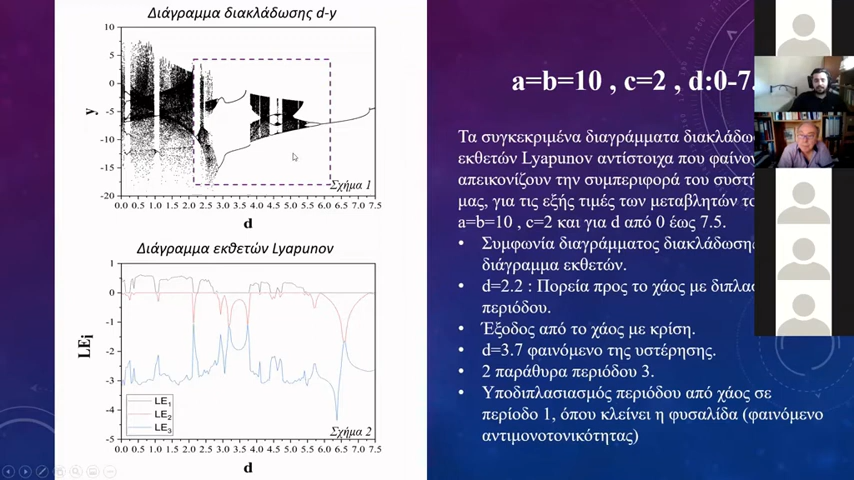 Διάγραμμα διακλάδωσης d-y
10
5
0
-5
-10
-15
-20
y
Σχήμα 1
0.0 0.5 1.0 1.5 2.0 2.5 3.0 3.5 4.0 4.5 5.0 5.5 6.0 6.5 7.0 7.5
d
Διάγραμμα εκθετών Lyapunov
1
0
-1
-2
-3
-4
-5
LEi
LE1
LE2
LE3
Σχήμα 2
0.0 0.5 1.0 1.5 2.0 2.5 3.0 3.5 4.0 4.5 5.0 5.5 6.0 6.5 7.0 7.5
d
a=b=10 , c=2 , d:0-7.
Τα συγκεκριμένα διαγράμματα διακλάδω
εκθετών Lyapunov αντίστοιχα που φαίνο
απεικονίζουν την συμπεριφορά του συστή
μας, για τις εξής τιμές των μεταβλητών το
a=b=10 , c=2 και για d από 0 έως 7.5.
• Συμφωνία διαγράμματος διακλάδωση
διάγραμμα εκθετών.
• d=2.2 : Πορεία προς το χάος με διπλασ
περιόδου.
• Έξοδος από το χάος με κρίση.
• d=3.7 φαινόμενο της υστέρησης.
• 2 παράθυρα περιόδου 3.
• Υποδιπλασιασμός περιόδου από χάος σε
περίοδο 1, όπου κλείνει η φυσαλίδα (φαινόμενο
αντιμονοτονικότητας)